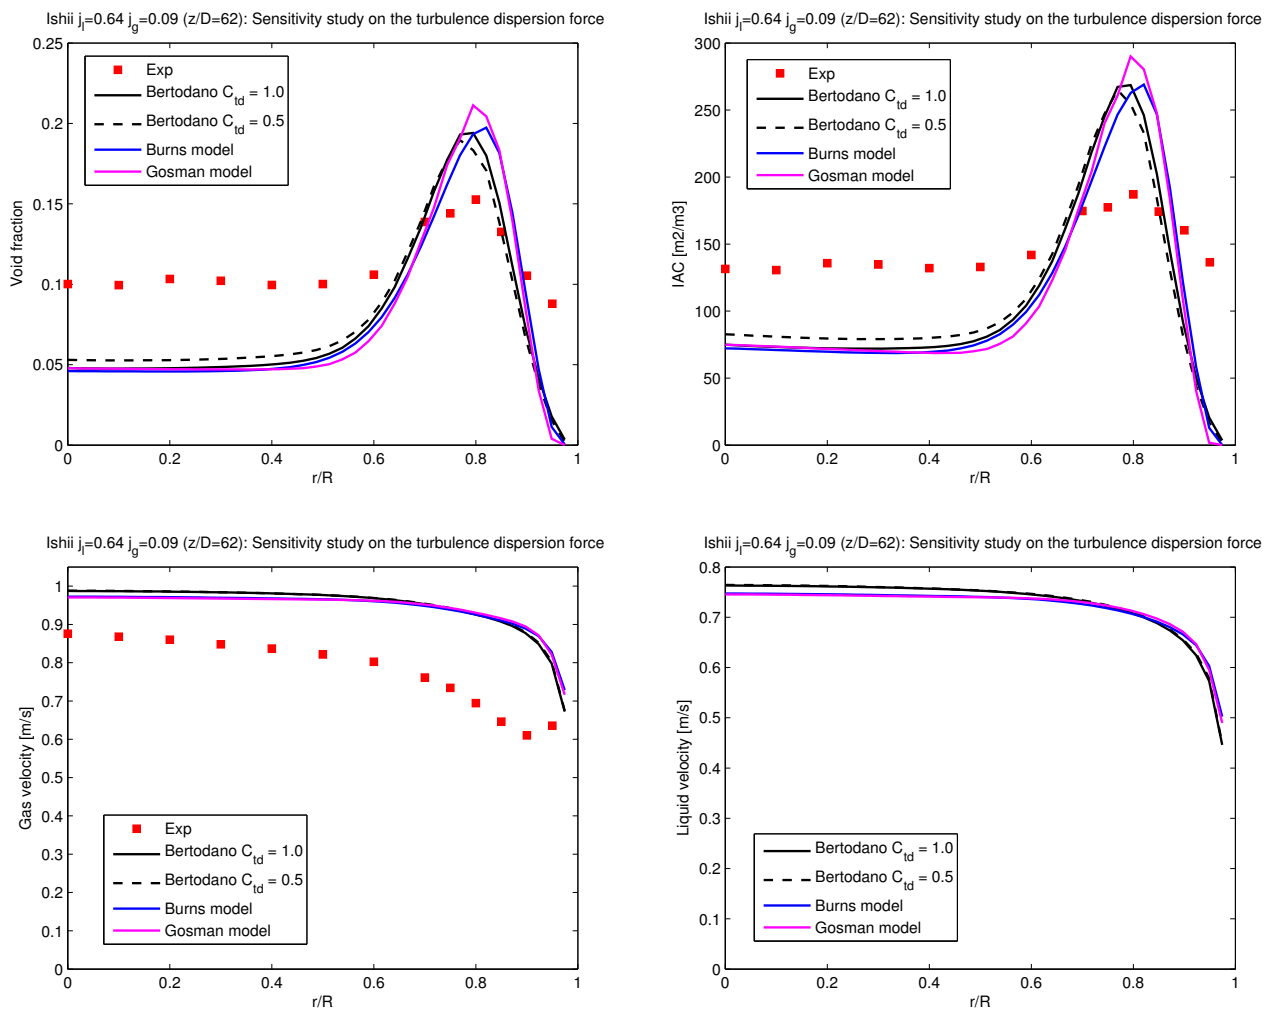 Ishii j_l=0.64 j_g=0.09 (z/D=62): Sensitivity study on the turbulence dispersion force
0.25
0.2
0.15
0.1
0.05
0
Void fraction
Exp
Bertodano C_td = 1.0
Bertodano C_td = 0.5
Burns model
Gosman model
0 0.2 0.4 0.6 0.8 1
r/R
Ishii j_l=0.64 j_g=0.09 (z/D=62): Sensitivity study on the turbulence dispersion force
300
250
200
150
100
50
0
IAC [m2/m3]
Exp
Bertodano C_td = 1.0
Bertodano C_td = 0.5
Burns model
Gosman model
0 0.2 0.4 0.6 0.8 1
r/R
Ishii j_l=0.64 j_g=0.09 (z/D=62): Sensitivity study on the turbulence dispersion force
1
0.9
0.8
0.7
0.6
0.5
0.4
0.3
0.2
0.1
0
Gas velocity [m/s]
Exp
Bertodano C_td = 1.0
Bertodano C_td = 0.5
Burns model
Gosman model
0 0.2 0.4 0.6 0.8 1
r/R
Ishii j_l=0.64 j_g=0.09 (z/D=62): Sensitivity study on the turbulence dispersion force
0.8
0.7
0.6
0.5
0.4
0.3
0.2
0.1
0
Liquid velocity [m/s]
Bertodano C_td = 1.0
Bertodano C_td = 0.5
Burns model
Gosman model
0 0.2 0.4 0.6 0.8 1
r/R